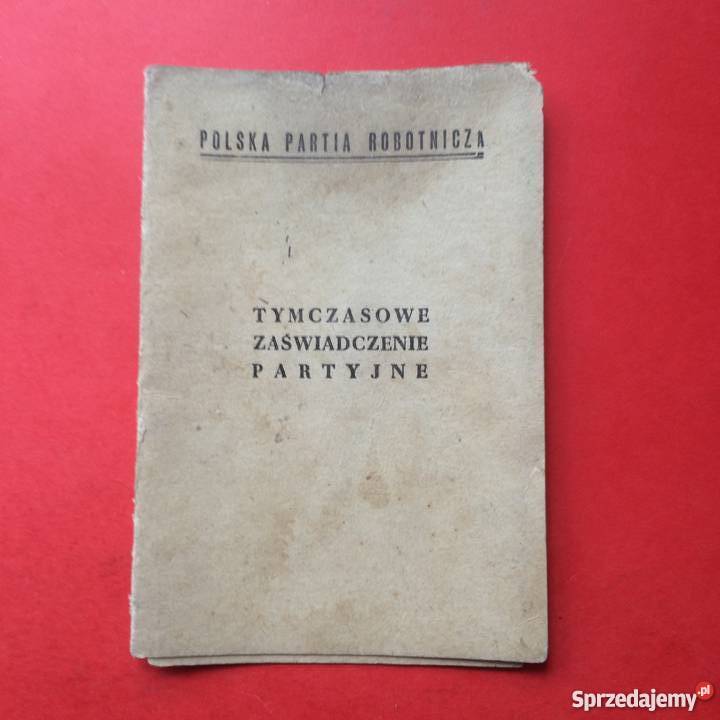 POLSKA PARTIA ROBOTNICZA
TYMCZASOWE
ZAŚWIADCZENIE
PARTYJNE
Sprzedajemy.pl